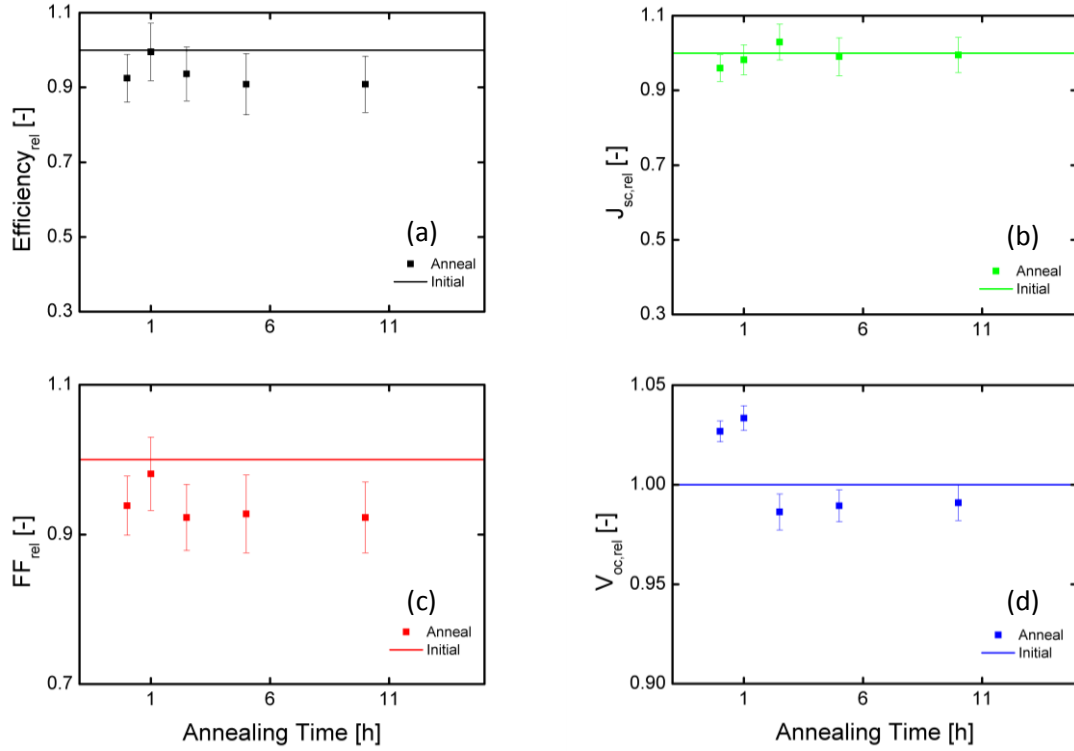 1.1
0.9
0.7
0.5
0.3
Efficiency_rel [-]
(a)
Anneal
Initial
1 6 11
1.1
0.9
0.7
0.5
0.3
J_sc,rel [-]
(b)
Anneal
Initial
1 6 11
1.1
0.9
0.7
FF_rel [-]
(c)
Anneal
Initial
1 6 11
Annealing Time [h]
1.05
1.00
0.95
0.90
V_oc,rel [-]
(d)
Anneal
Initial
1 6 11
Annealing Time [h]